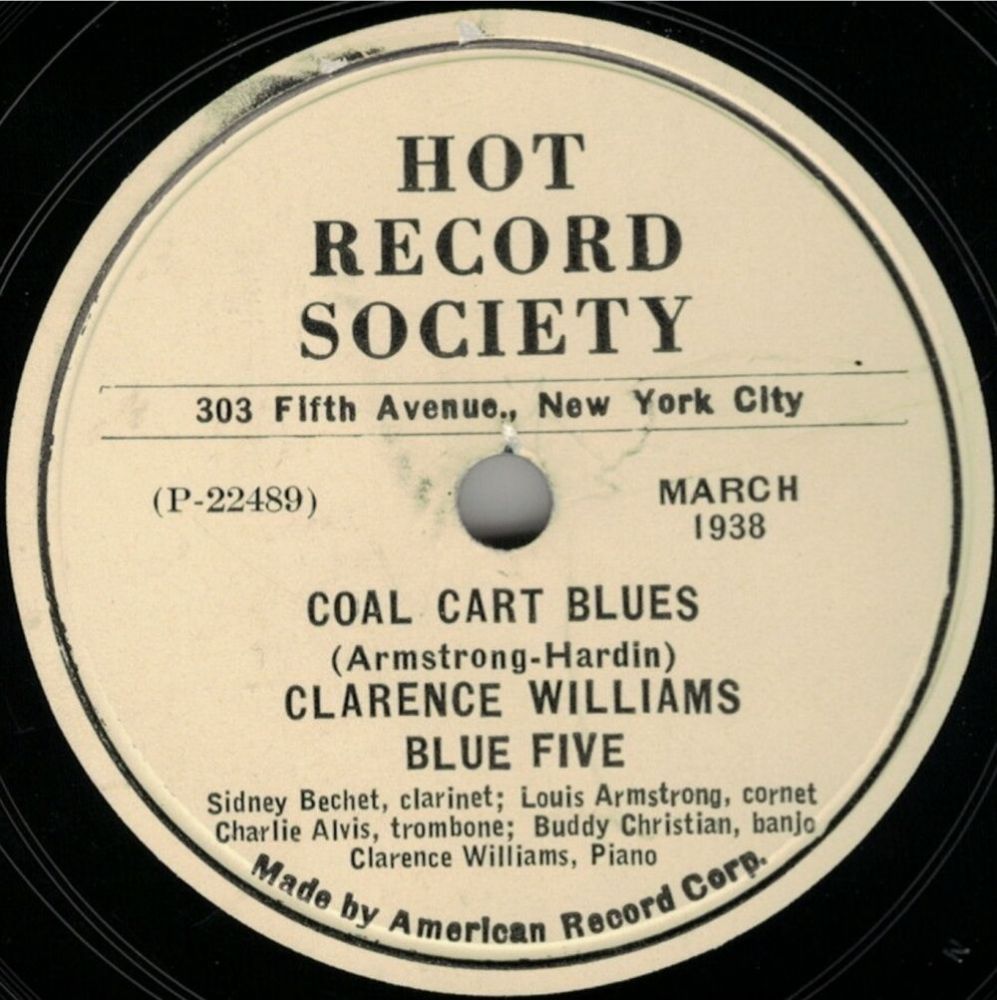 HOT
RECORD
SOCIETY
303 Fifth Avenue., New York City
(P-22489)
MARCH
1938
COAL CART BLUES
(Armstrong-Hardin)
CLARENCE WILLIAMS
BLUE FIVE
Sidney Bechet, clarinet; Louis Armstrong, cornet
Charlie Alvis, trombone; Buddy Christian, banjo
Clarence Williams, Piano
Made by American Record Corp.
N